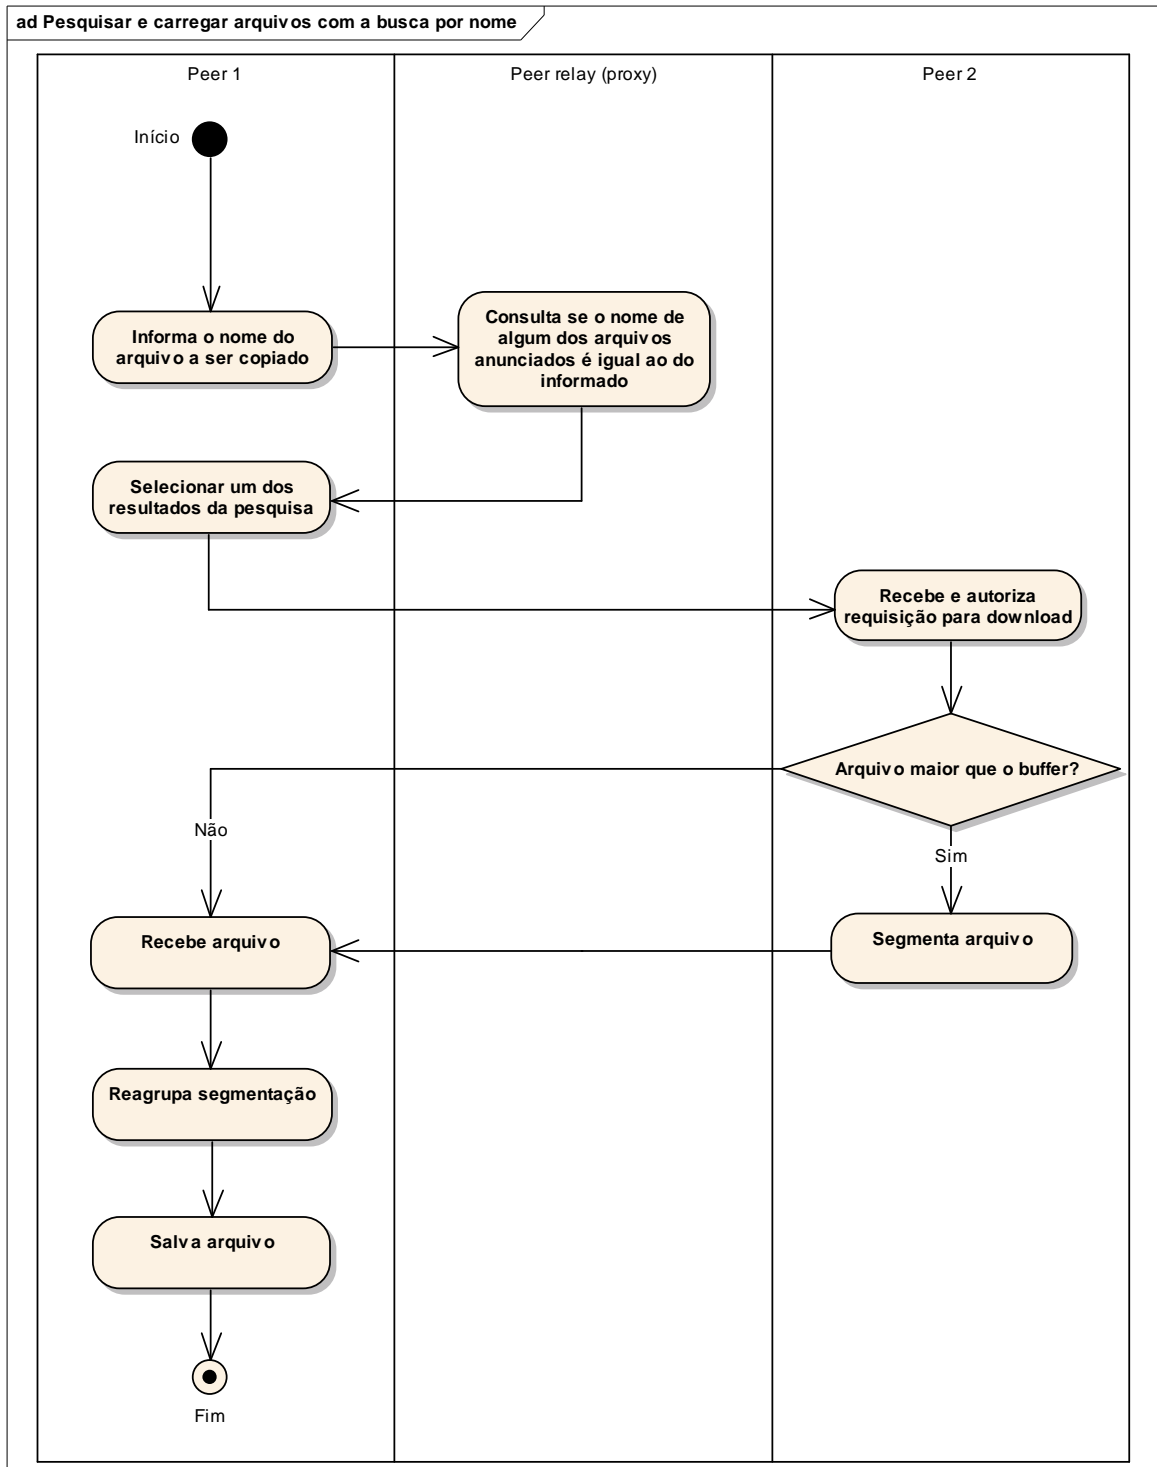 ad Pesquisar e carregar arquivos com a busca por nome
Peer 1
Peer relay (proxy)
Peer 2
Início
Informa o nome do
arquivo a ser copiado
Consulta se o nome de
algum dos arquivos
anunciados é igual ao do
informado
Selecionar um dos
resultados da pesquisa
Recebe e autoriza
requisição para download
Arquivo maior que o buffer?
Não
Sim
Recebe arquivo
Segmenta arquivo
Reagrupa segmentação
Salva arquivo
Fim